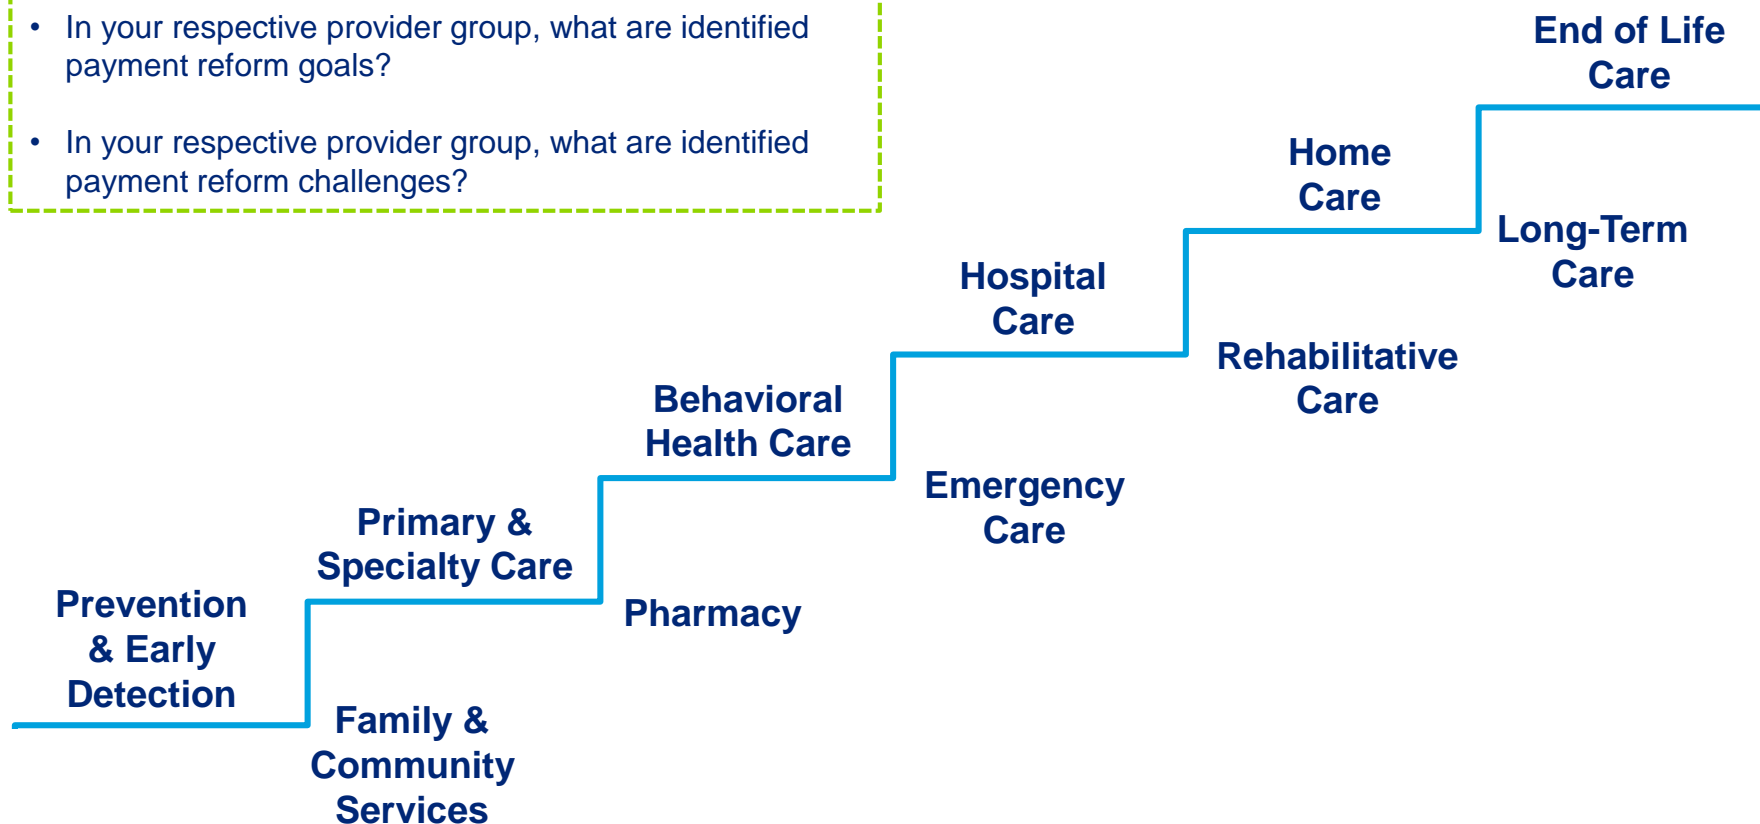 • In your respective provider group, what are identified
payment reform goals?
• In your respective provider group, what are identified
payment reform challenges?
End of Life
Care
Home
Care
Long-Term
Care
Hospital
Care
Rehabilitative
Care
Behavioral
Health Care
Emergency
Care
Primary &
Specialty Care
Pharmacy
Prevention
& Early
Detection
Family &
Community
Services